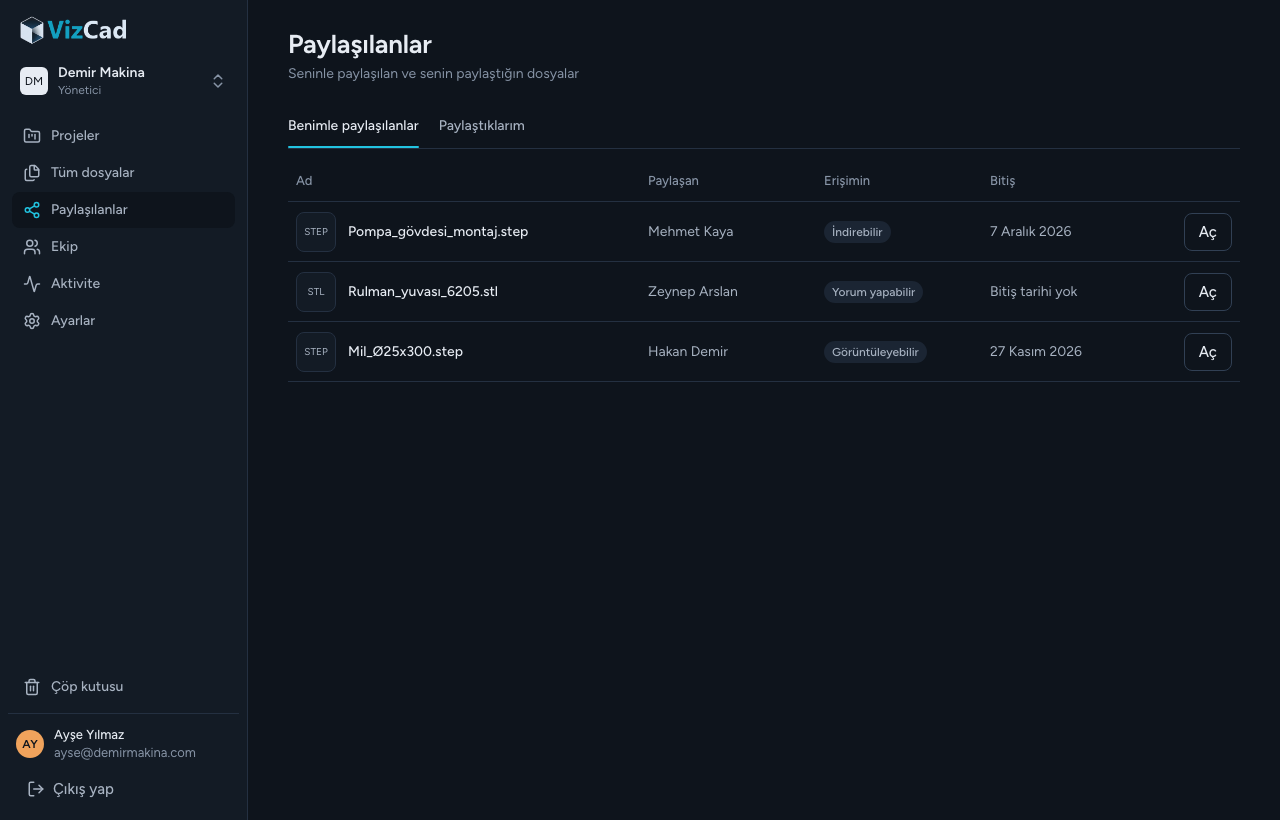 VizCad
DM
Demir Makina
Yönetici
Projeler
Tüm dosyalar
Paylaşılanlar
Ekip
Aktivite
Ayarlar
Çöp kutusu
AY
Ayşe Yılmaz
ayse@demirmakina.com
Çıkış yap
Paylaşılanlar
Seninle paylaşılan ve senin paylaştığın dosyalar
Benimle paylaşılanlar Paylaştıklarım
Ad Paylaşan Erişimin Bitiş
STEP Pompa_gövdesi_montaj.step Mehmet Kaya İndirebilir 7 Aralık 2026 Aç
STL Rulman_yuvası_6205.stl Zeynep Arslan Yorum yapabilir Bitiş tarihi yok Aç
STEP Mil_Ø25x300.step Hakan Demir Görüntüleyebilir 27 Kasım 2026 Aç